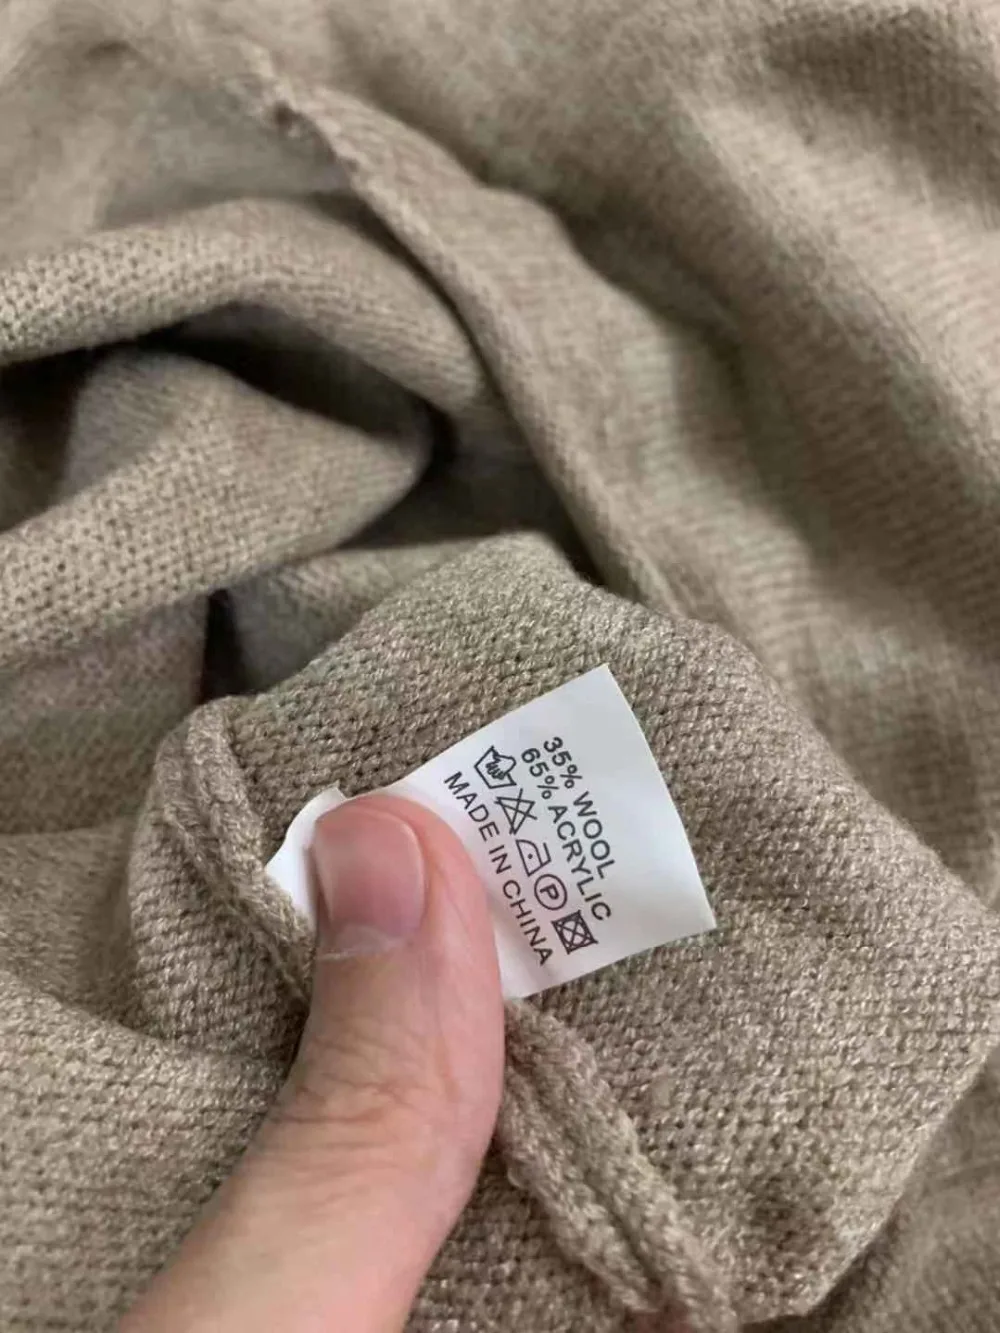 35% WOOL
65% ACRYLIC
P
MADE IN CHINA